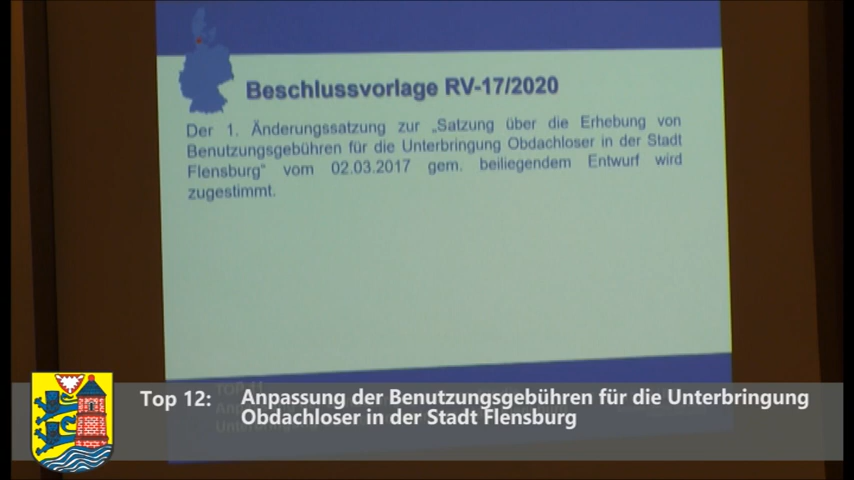 Beschlussvorlage RV-17/2020
Der 1. Änderungssatzung zur „Satzung über die Erhebung von
Benutzungsgebühren für die Unterbringung Obdachloser in der Stadt
Flensburg“ vom 02.03.2017 gem. beiliegendem Entwurf wird
zugestimmt.
Top 12: Anpassung der Benutzungsgebühren für die Unterbringung
Obdachloser in der Stadt Flensburg